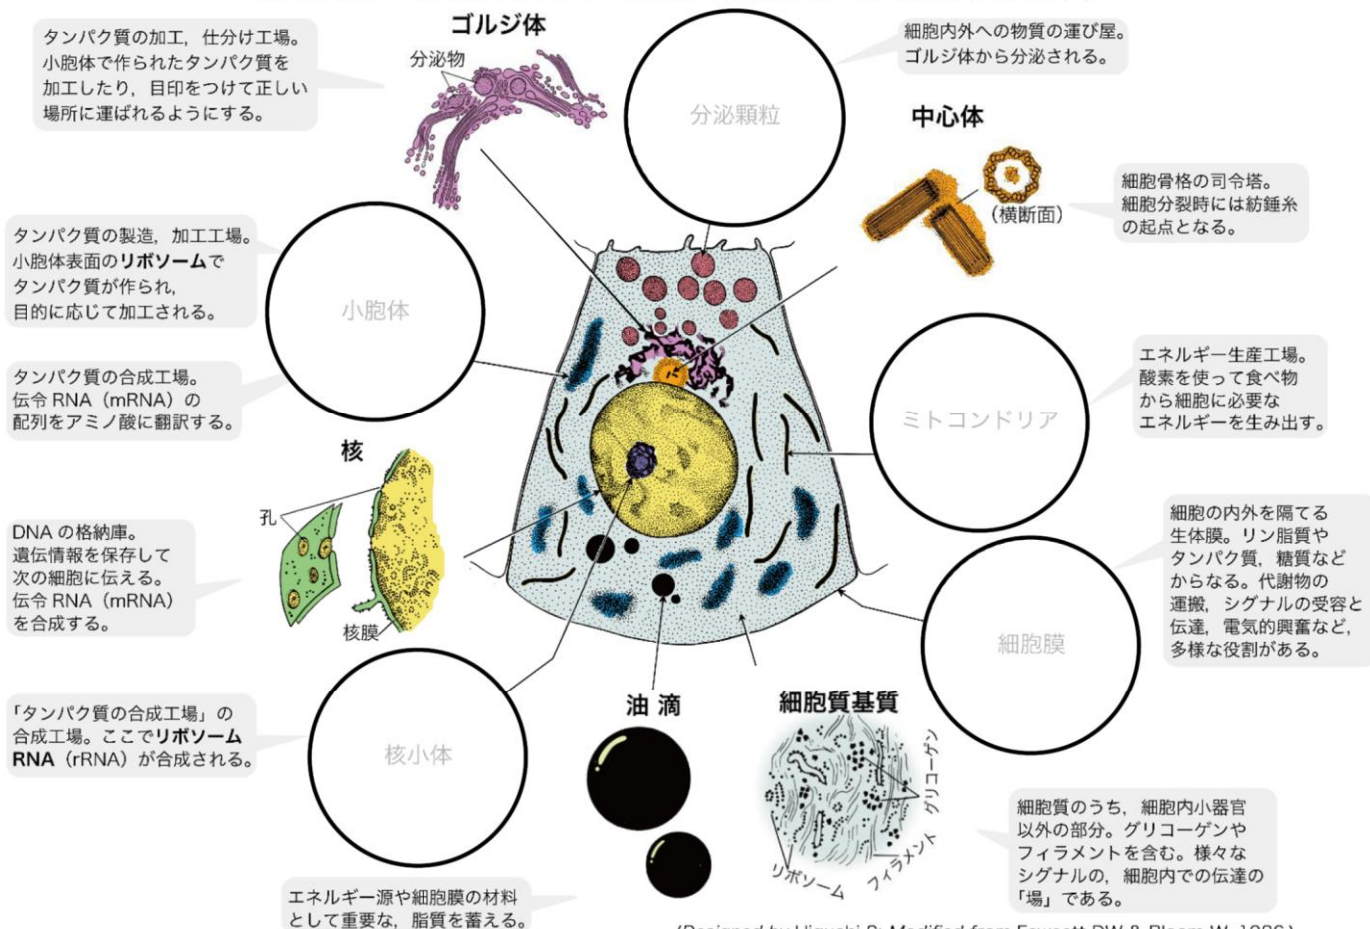 タンパク質の加工，仕分け工場。
小胞体で作られたタンパク質を
加工したり，目印をつけて正しい
場所に運ばれるようにする。
ゴルジ体
分泌物
分泌顆粒
細胞内外への物質の運び屋。
ゴルジ体から分泌される。
中心体
（横断面）
細胞骨格の司令塔。
細胞分裂時には紡錘糸
の起点となる。
タンパク質の製造，加工工場。
小胞体表面のリボソームで
タンパク質が作られ，
目的に応じて加工される。
小胞体
タンパク質の合成工場。
伝令 RNA（mRNA）の
配列をアミノ酸に翻訳する。
ミトコンドリア
エネルギー生産工場。
酸素を使って食べ物
から細胞に必要な
エネルギーを生み出す。
核
孔
核膜
DNA の格納庫。
遺伝情報を保存して
次の細胞に伝える。
伝令 RNA（mRNA）
を合成する。
細胞膜
細胞の内外を隔てる
生体膜。リン脂質や
タンパク質，糖質など
からなる。代謝物の
運搬，シグナルの受容と
伝達，電気的興奮など，
多様な役割がある。
「タンパク質の合成工場」の
合成工場。ここでリボソーム
RNA（rRNA）が合成される。
核小体
油 滴
エネルギー源や細胞膜の材料
として重要な，脂質を蓄える。
細胞質基質
グリコーゲン
フィラメント
リボソーム
細胞質のうち，細胞内小器官
以外の部分。グリコーゲンや
フィラメントを含む。様々な
シグナルの，細胞内での伝達の
「場」である。